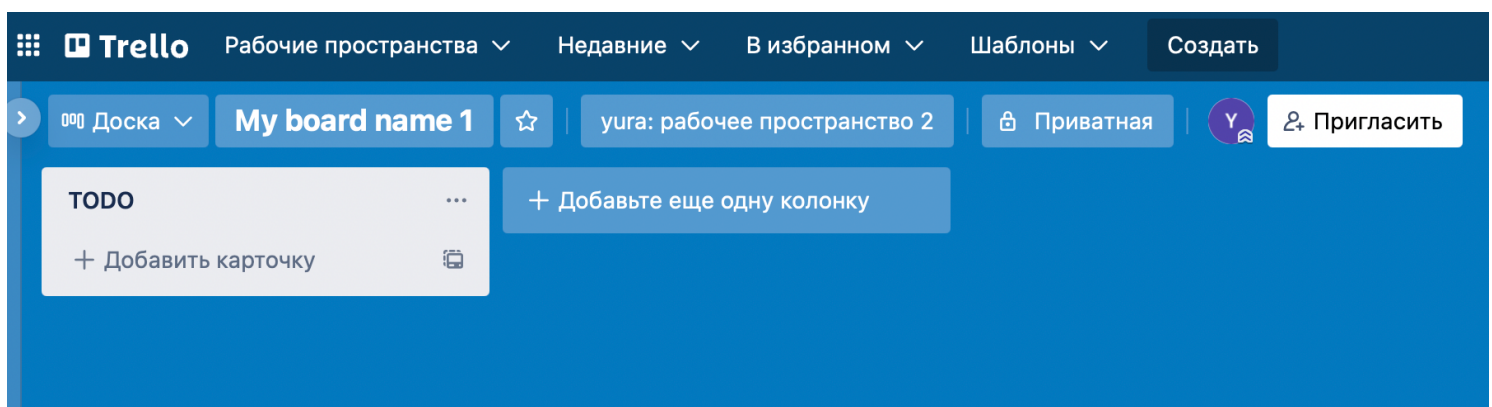 Trello Рабочие пространства Недавние В избранном Шаблоны Создать
Доска My board name 1 yura: рабочее пространство 2 Приватная Y Пригласить
TODO + Добавьте еще одну колонку
+ Добавить карточку